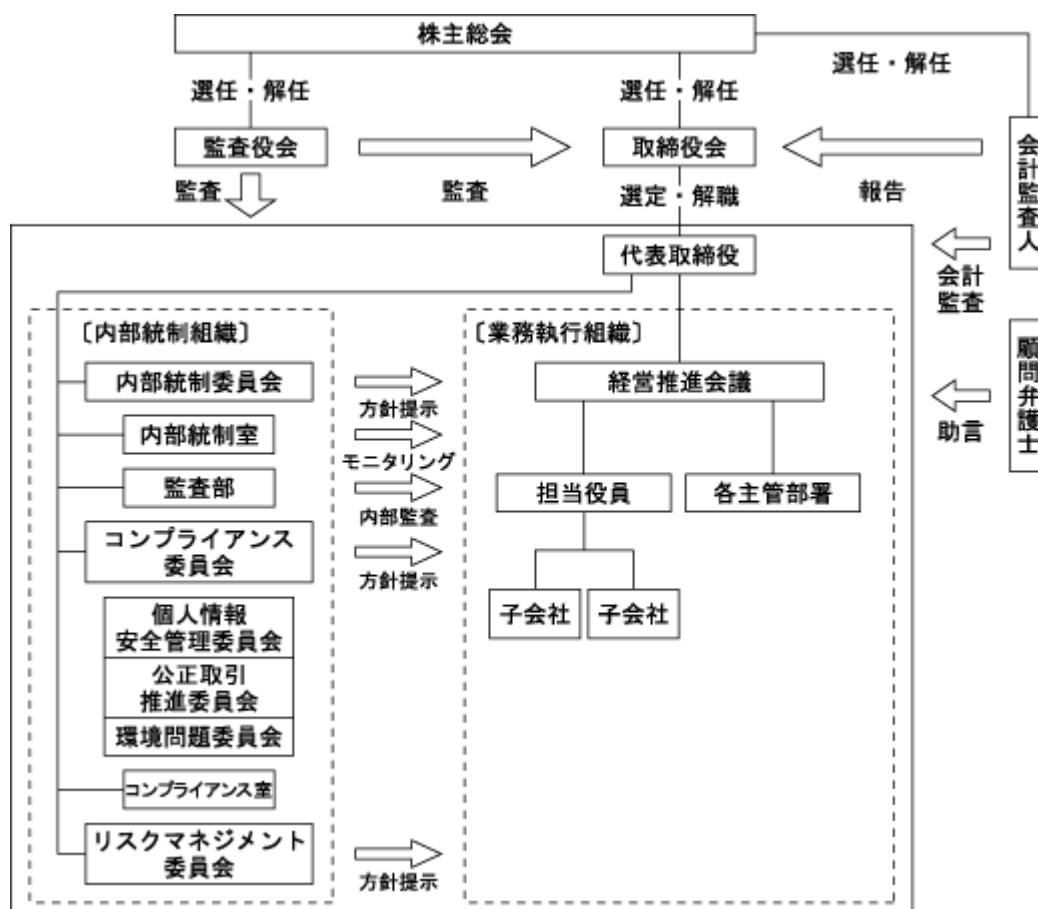 株主総会
選任・解任
選任・解任
選任・解任
監査役会
取締役会
会計監査人
監査
監査
選定・解職
報告
代表取締役
会計
監査
〔内部統制組織〕
〔業務執行組織〕
顧問弁護士
内部統制委員会
方針提示
経営推進会議
助言
内部統制室
モニタリング
監査部
内部監査
担当役員
各主管部署
コンプライアンス
委員会
方針提示
子会社
子会社
個人情報
安全管理委員会
公正取引
推進委員会
環境問題委員会
コンプライアンス室
リスクマネジメント
委員会
方針提示